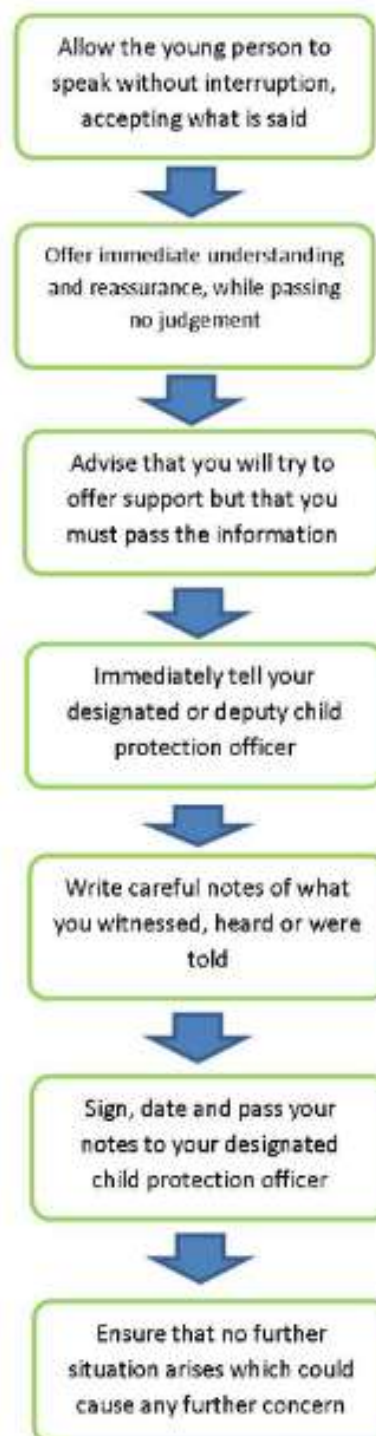 Allow the young person to
speak without interruption,
accepting what is said
Offer immediate understanding
and reassurance, while passing
no judgement
Advise that you will try to
offer support but that you
must pass the information
Immediately tell your
designated or deputy child
protection officer
Write careful notes of what
you witnessed, heard or were
told
Sign, date and pass your
notes to your designated
child protection officer
Ensure that no further
situation arises which could
cause any further concern